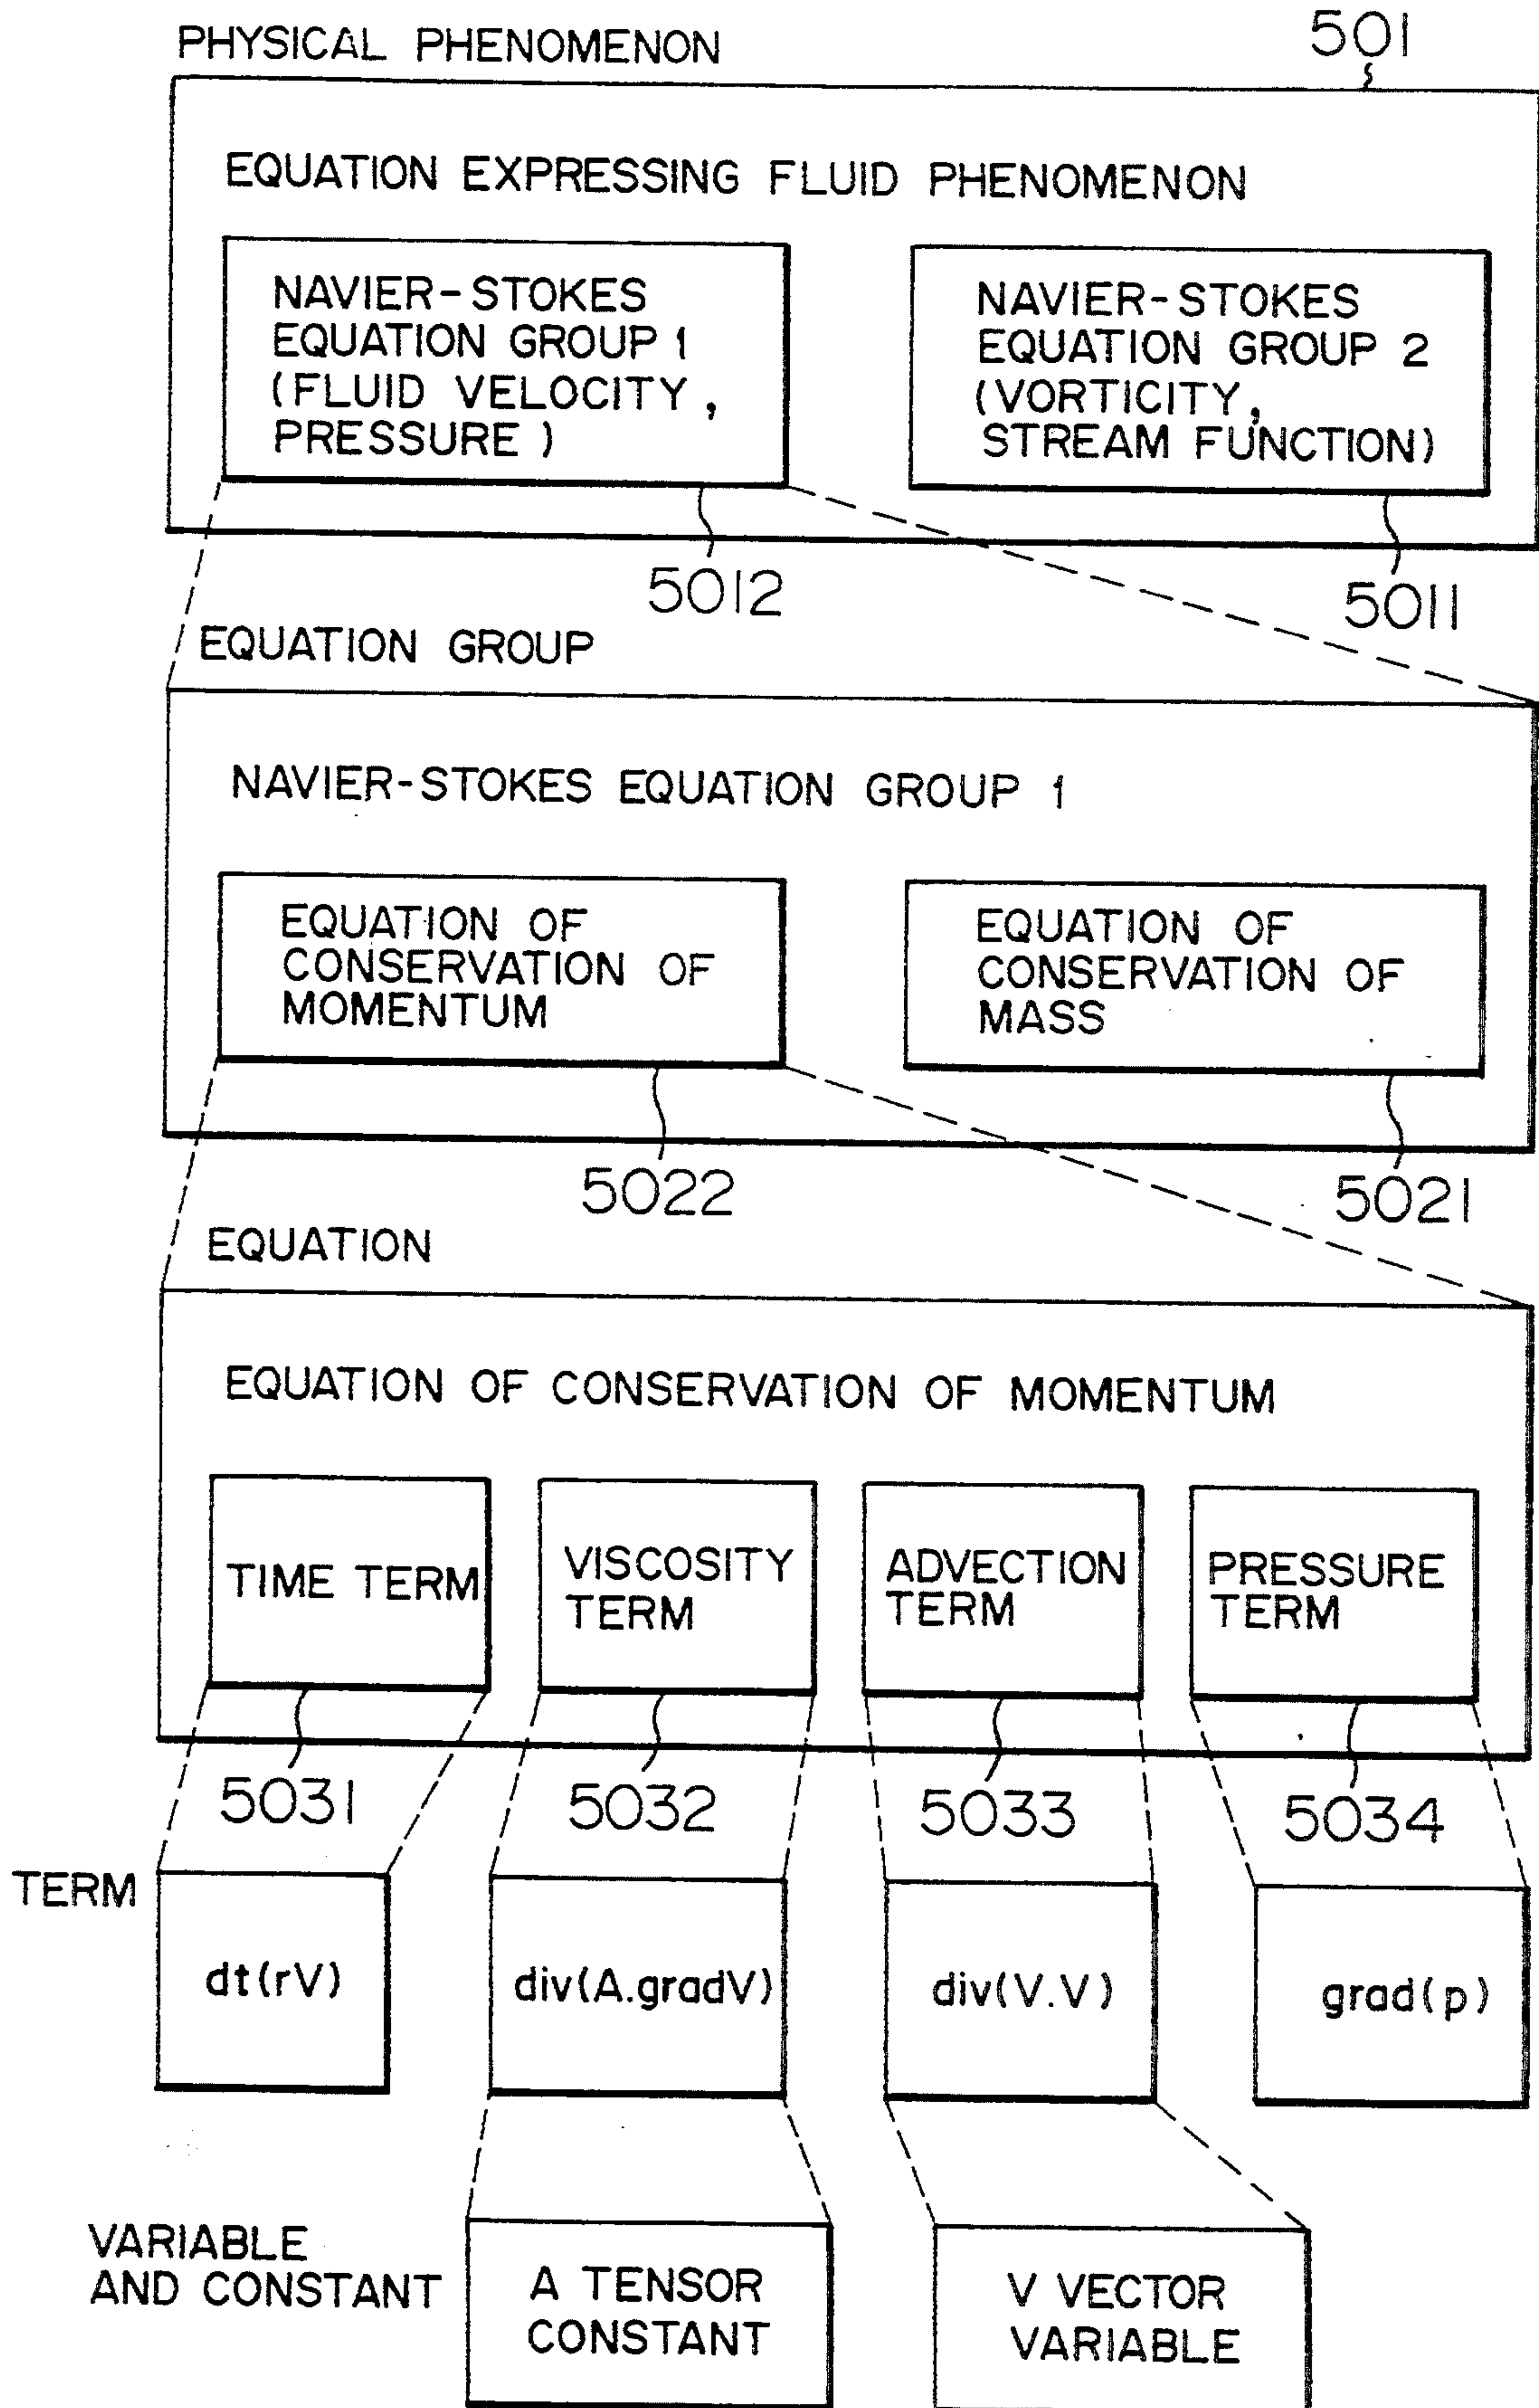 PHYSICAL PHENOMENON
501
EQUATION EXPRESSING FLUID PHENOMENON
NAVIER-STOKES
EQUATION GROUP 1
(FLUID VELOCITY,
PRESSURE)
NAVIER-STOKES
EQUATION GROUP 2
(VORTICITY,
STREAM FUNCTION)
5012
5011
EQUATION GROUP
NAVIER-STOKES EQUATION GROUP 1
EQUATION OF
CONSERVATION OF
MOMENTUM
EQUATION OF
CONSERVATION OF
MASS
5022
5021
EQUATION
EQUATION OF CONSERVATION OF MOMENTUM
TIME TERM
VISCOSITY
TERM
ADVECTION
TERM
PRESSURE
TERM
5031
5032
5033
5034
TERM
dt(rV)
div(A.gradV)
div(V.V)
grad(p)
VARIABLE
AND CONSTANT
A TENSOR
CONSTANT
V VECTOR
VARIABLE